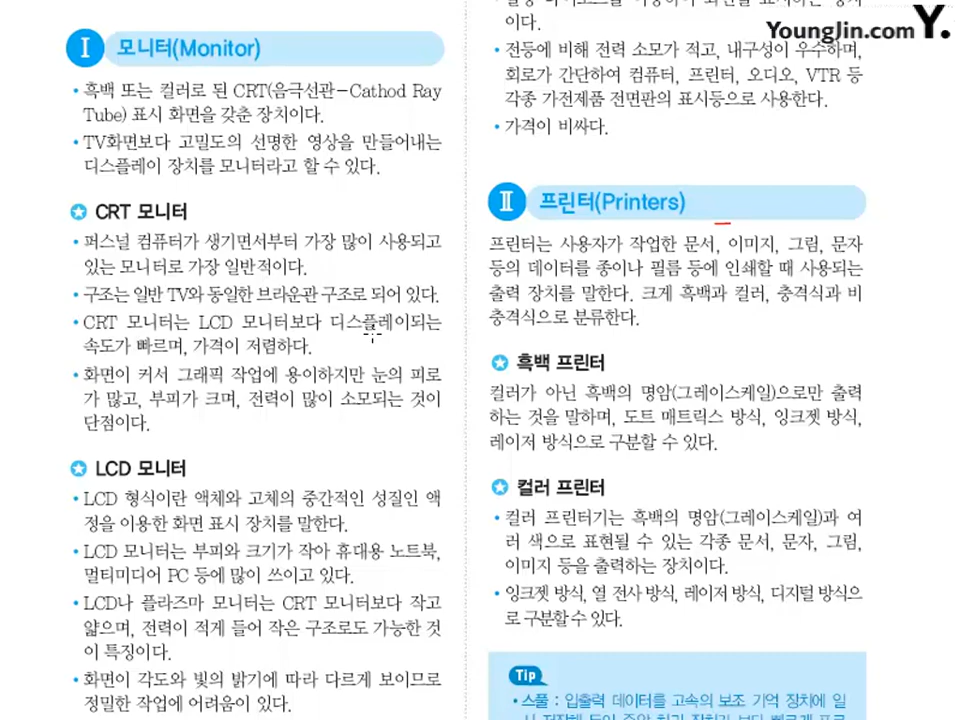 Ⅰ 모니터(Monitor)
• 흑백 또는 컬러로 된 CRT(음극선관-Cathod Ray
Tube) 표시 화면을 갖춘 장치이다.
• TV화면보다 고밀도의 선명한 영상을 만들어내는
디스플레이 장치를 모니터라고 할 수 있다.
CRT 모니터
• 퍼스널 컴퓨터가 생기면서부터 가장 많이 사용되고
있는 모니터로 가장 일반적이다.
• 구조는 일반 TV와 동일한 브라운관 구조로 되어 있다.
• CRT 모니터는 LCD 모니터보다 디스플레이되는
속도가 빠르며, 가격이 저렴하다.
• 화면이 커서 그래픽 작업에 용이하지만 눈의 피로
가 많고, 부피가 크며, 전력이 많이 소모되는 것이
단점이다.
LCD 모니터
• LCD 형식이란 액체와 고체의 중간적인 성질인 액
정을 이용한 화면 표시 장치를 말한다.
• LCD 모니터는 부피와 크기가 작아 휴대용 노트북,
멀티미디어 PC 등에 많이 쓰이고 있다.
• LCD나 플라즈마 모니터는 CRT 모니터보다 작고
얇으며, 전력이 적게 들어 작은 구조로도 가능한 것
이 특징이다.
• 화면이 각도와 빛의 밝기에 따라 다르게 보이므로
정밀한 작업에 어려움이 있다.
이다.
YoungJin.com Y.
• 전등에 비해 전력 소모가 적고, 내구성이 우수하며,
회로가 간단하여 컴퓨터, 프린터, 오디오, VTR 등
각종 가전제품 전면판의 표시등으로 사용한다.
• 가격이 비싸다.
Ⅱ 프린터(Printers)
프린터는 사용자가 작업한 문서, 이미지, 그림, 문자
등의 데이터를 종이나 필름 등에 인쇄할 때 사용되는
출력 장치를 말한다. 크게 흑백과 컬러, 충격식과 비
충격식으로 분류한다.
흑백 프린터
컬러가 아닌 흑백의 명암(그레이스케일)으로만 출력
하는 것을 말하며, 도트 매트릭스 방식, 잉크젯 방식,
레이저 방식으로 구분할 수 있다.
컬러 프린터
• 컬러 프린터기는 흑백의 명암(그레이스케일)과 여
러 색으로 표현될 수 있는 각종 문서, 문자, 그림,
이미지 등을 출력하는 장치이다.
• 잉크젯 방식, 열 전사 방식, 레이저 방식, 디지털 방식으
로 구분할 수 있다.
Tip
• 스풀 : 입출력 데이터를 고속의 보조 기억 장치에 일